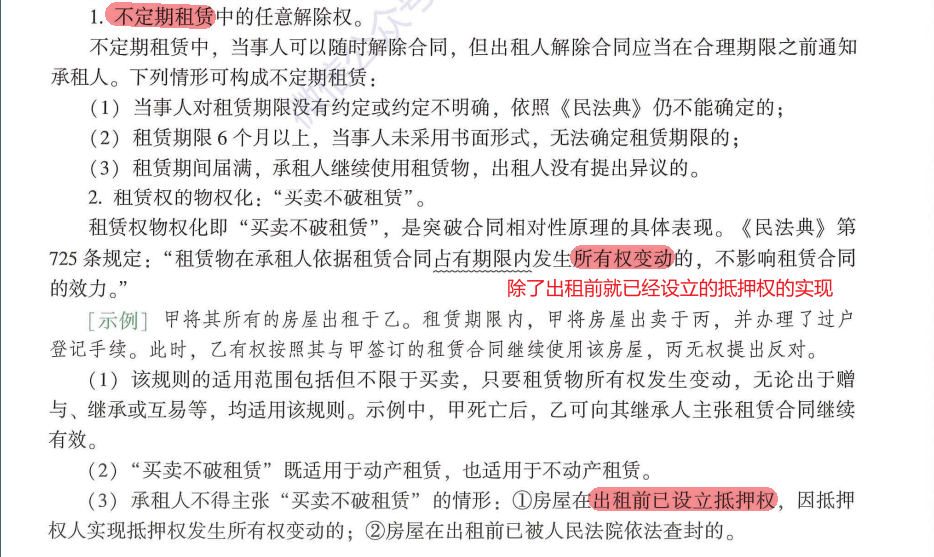 1. 不定期租赁中的任意解除权。
不定期租赁中，当事人可以随时解除合同，但出租人解除合同应当在合理期限之前通知
承租人。下列情形可构成不定期租赁：
（1）当事人对租赁期限没有约定或约定不明确，依照《民法典》仍不能确定的；
（2）租赁期限 6 个月以上，当事人未采用书面形式，无法确定租赁期限的；
（3）租赁期间届满，承租人继续使用租赁物，出租人没有提出异议的。
2. 租赁权的物权化：“买卖不破租赁”。
租赁权物权化即“买卖不破租赁”，是突破合同相对性原理的具体表现。《民法典》第
725 条规定：“租赁物在承租人依据租赁合同占有期限内发生所有权变动的，不影响租赁合同
的效力。”
除了出租前就已经设立的抵押权的实现
［示例］甲将其所有的房屋出租于乙。租赁期限内，甲将房屋出卖于丙，并办理了过户
登记手续。此时，乙有权按照其与甲签订的租赁合同继续使用该房屋，丙无权提出反对。
（1）该规则的适用范围包括但不限于买卖，只要租赁物所有权发生变动，无论出于赠
与、继承或互易等，均适用该规则。示例中，甲死亡后，乙可向其继承人主张租赁合同继续
有效。
（2）“买卖不破租赁”既适用于动产租赁，也适用于不动产租赁。
（3）承租人不得主张“买卖不破租赁”的情形：①房屋在出租前已设立抵押权，因抵押
权人实现抵押权发生所有权变动的；②房屋在出租前已被人民法院依法查封的。
微信公众号